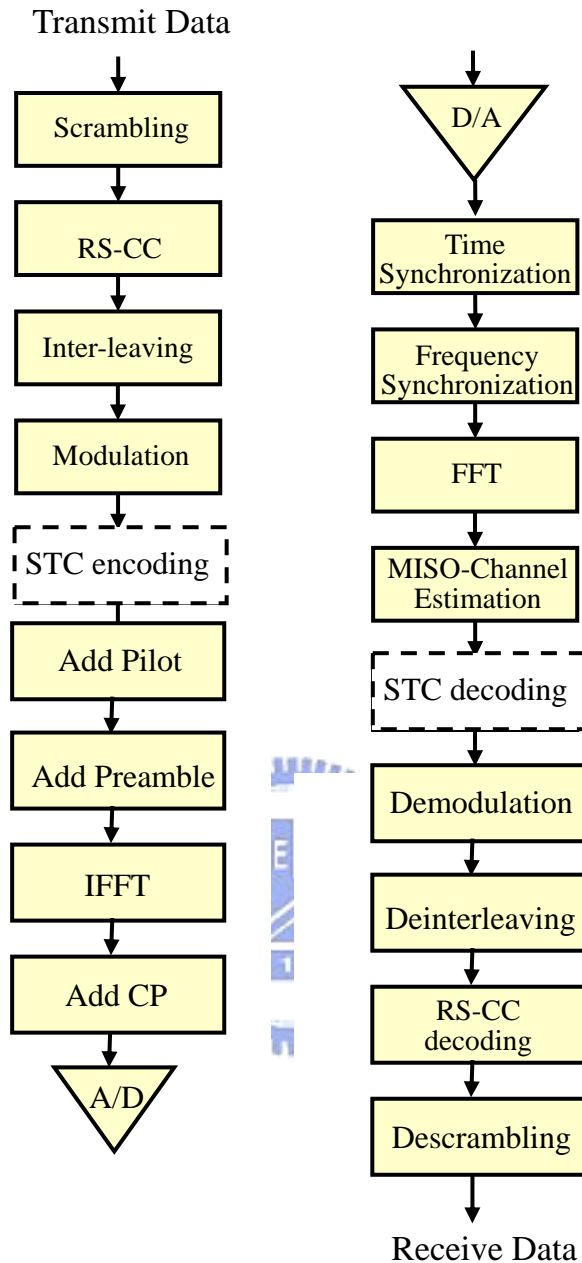 Transmit Data
Scrambling
RS-CC
Inter-leaving
Modulation
STC encoding
Add Pilot
Add Preamble
IFFT
Add CP
A/D
D/A
Time
Synchronization
Frequency
Synchronization
FFT
MISO-Channel
Estimation
STC decoding
Demodulation
Deinterleaving
RS-CC
decoding
Descrambling
Receive Data
E
1